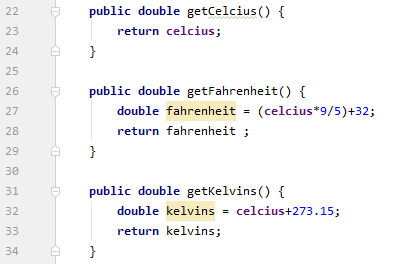 22 public double getCelcius() {
23 return celcius;
24 }
25
26 public double getFahrenheit() {
27 double fahrenheit = (celcius*9/5)+32;
28 return fahrenheit ;
29 }
30
31 public double getKelvins() {
32 double kelvins = celcius+273.15;
33 return kelvins;
34 }